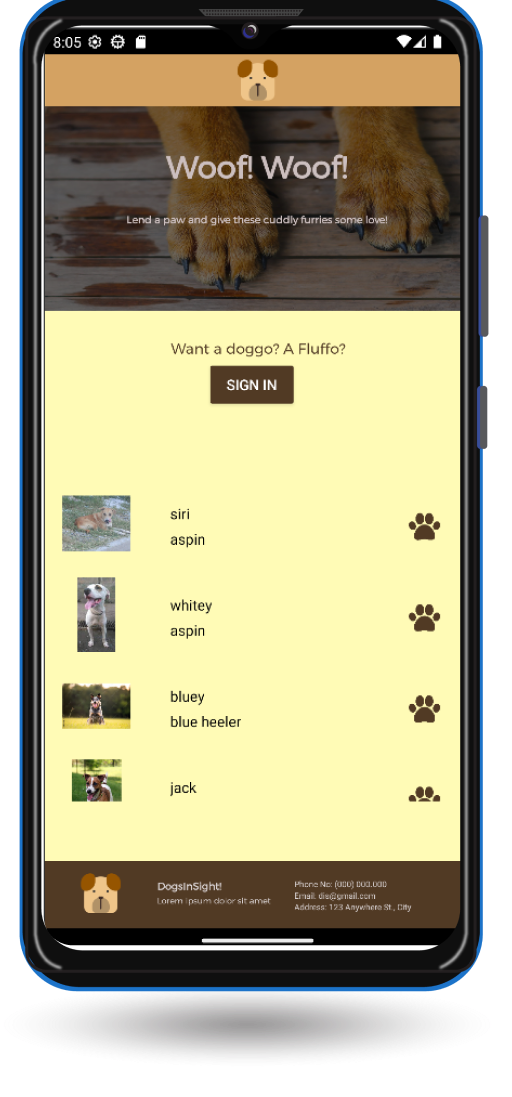 8:05
Woof! Woof!
Lend a paw and give these cuddly furries some love!
Want a doggo? A Fluffo?
SIGN IN
siri
aspin
whitey
aspin
bluey
blue heeler
jack
DogsInSight!
Lorem ipsum dolor sit amet
Phone No: (000) 000.000
Email: dis@gmail.com
Address: 123 Anywhere St., City